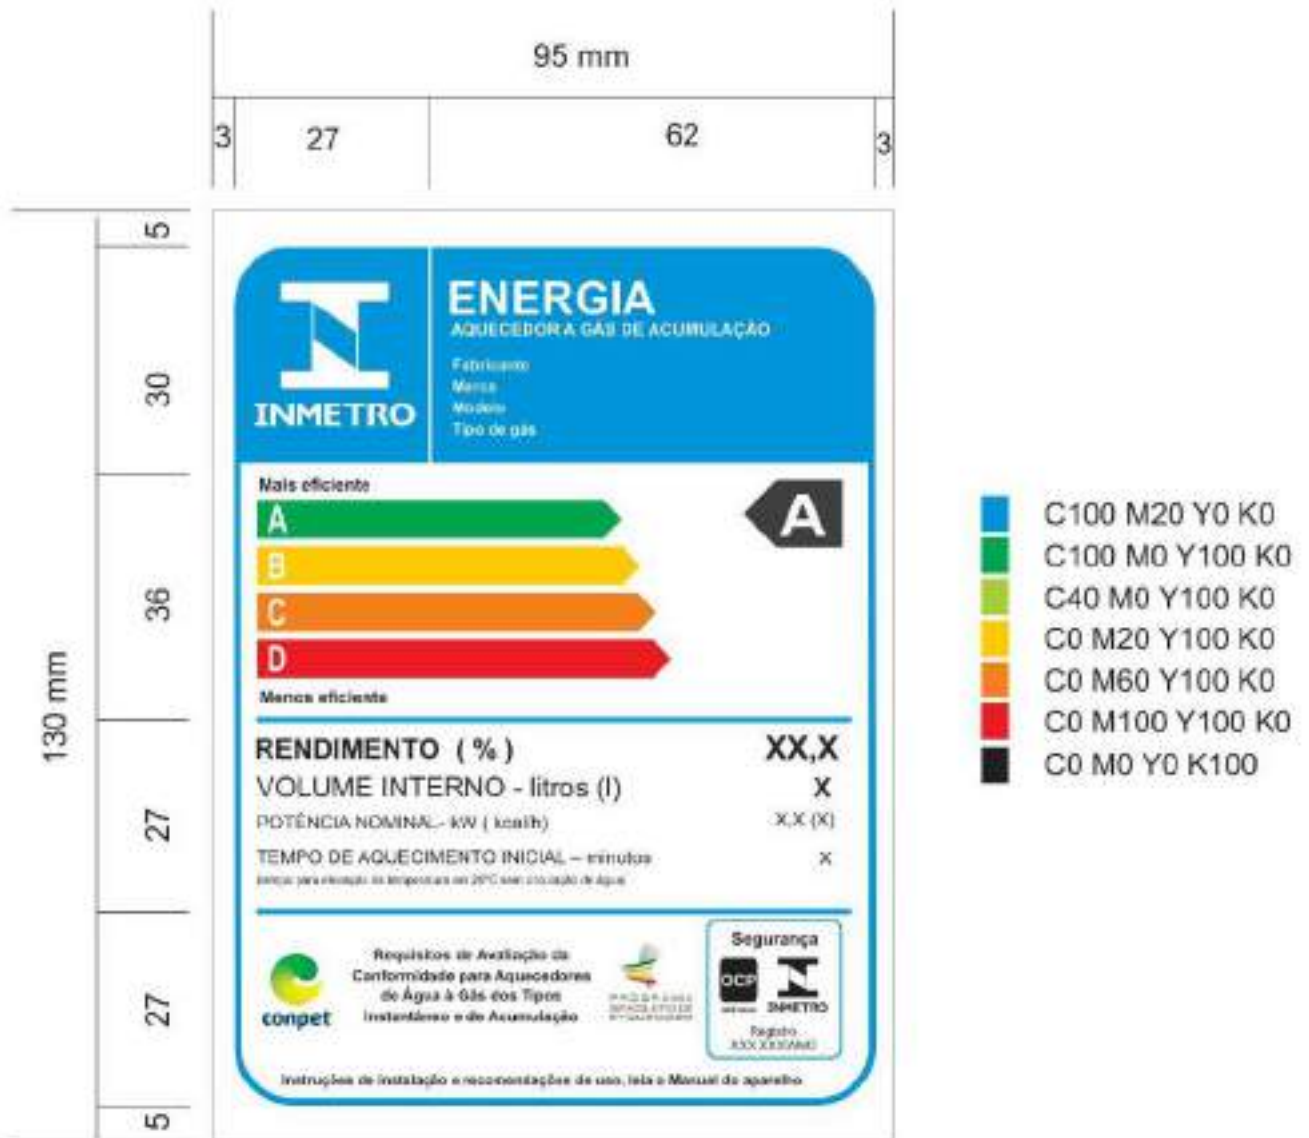 95 mm
3
27
62
3
5
30
36
130 mm
27
27
5
INMETRO
ENERGIA
AQUECEDOR A GÁS DE ACUMULAÇÃO
Fabricante
Marca
Modelo
Tipo de gás
Mais eficiente
A
A
B
C
D
Menos eficiente
RENDIMENTO ( % ) XX,X
VOLUME INTERNO - litros (l) X
POTÊNCIA NOMINAL - kW ( kcal/h) X,X (X)
TEMPO DE AQUECIMENTO INICIAL – minutos X
conpet
Requisitos de Avaliação da
Conformidade para Aquecedores
de Água à Gás dos Tipos
Instantâneo e de Acumulação
PROGRAMA
BRASILEIRO DE
Segurança
OCP
INMETRO
Registro
Instruções de instalação e recomendações de uso, leia o Manual do aparelho
C100 M20 Y0 K0
C100 M0 Y100 K0
C40 M0 Y100 K0
C0 M20 Y100 K0
C0 M60 Y100 K0
C0 M100 Y100 K0
C0 M0 Y0 K100